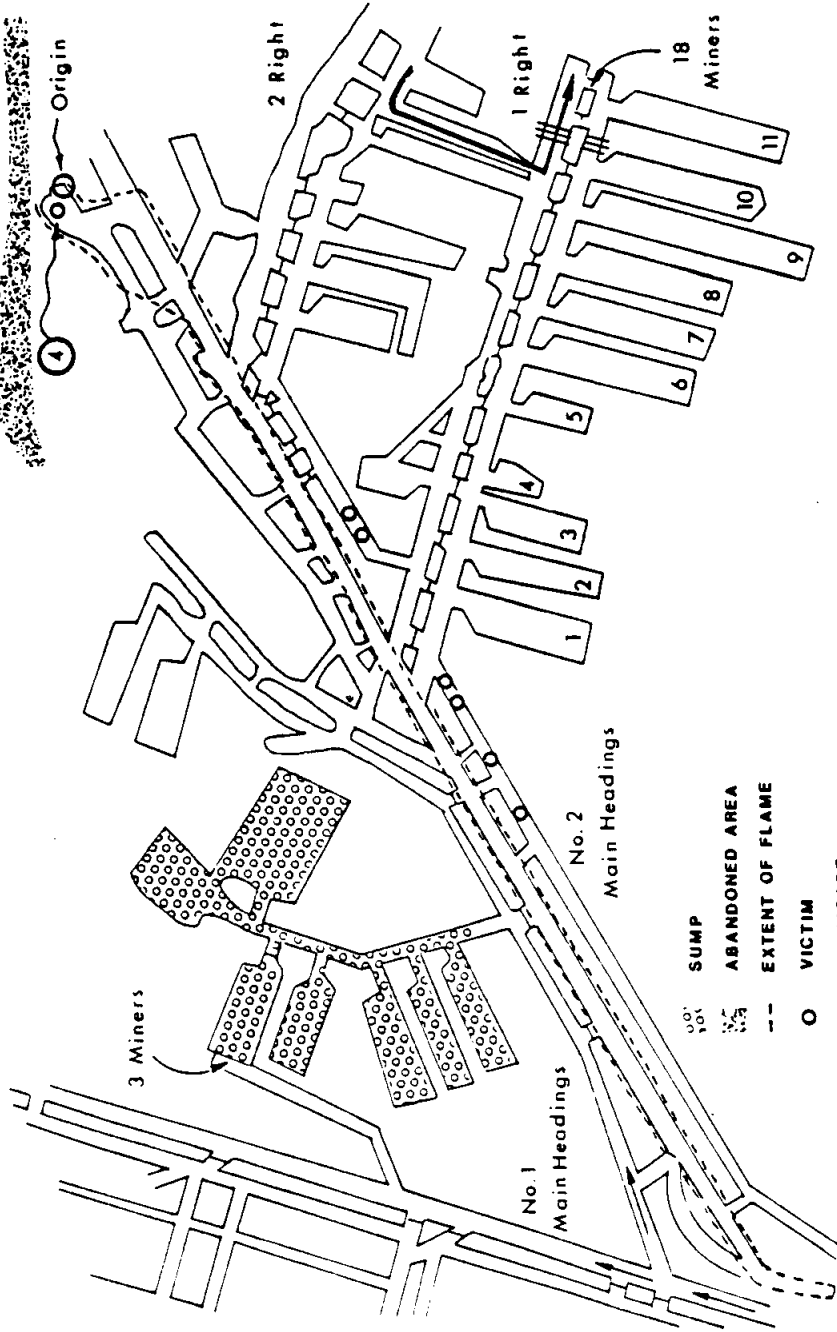 Origin
4
2 Right
1 Right
18
Miners
11
10
9
8
7
6
5
4
3
2
1
3 Miners
No. 2
Main Headings
No. 1
Main Headings
SUMP
ABANDONED AREA
EXTENT OF FLAME
VICTIM